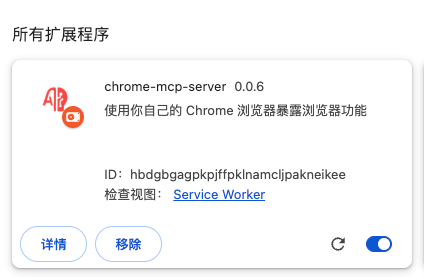 所有扩展程序
chrome-mcp-server 0.0.6
使用你自己的 Chrome 浏览器暴露浏览器功能
ID：hbdgbgagpkpjffpklnamcljpakneikee
检查视图： Service Worker
详情 移除